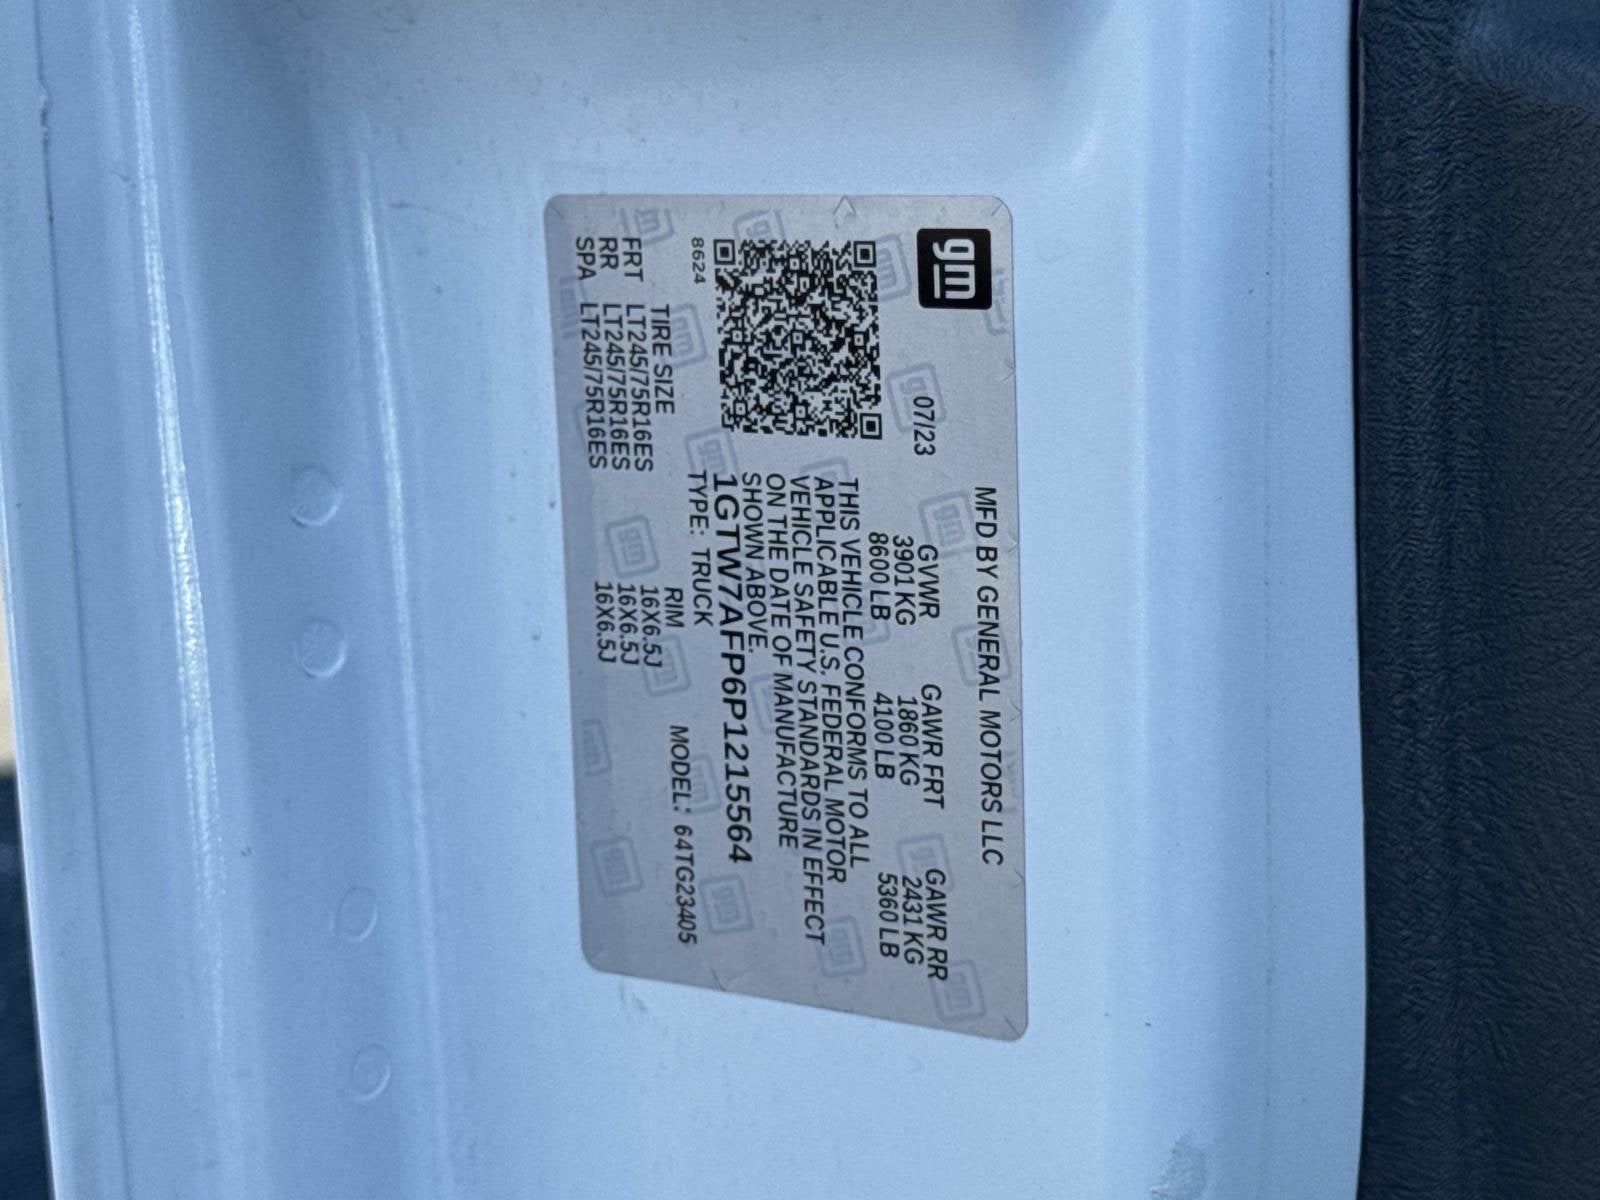 gm
MFD BY GENERAL MOTORS LLC
07/23
GVWR GAWR FRT GAWR RR
3901 KG 1860 KG 2431 KG
8600 LB 4100 LB 5360 LB
THIS VEHICLE CONFORMS TO ALL
APPLICABLE U.S. FEDERAL MOTOR
VEHICLE SAFETY STANDARDS IN EFFECT
ON THE DATE OF MANUFACTURE
SHOWN ABOVE.
1GTW7AFP6P1215564
8624
TYPE: TRUCK MODEL: 64TG23405
TIRE SIZE RIM
FRT LT245/75R16ES 16X6.5J
RR LT245/75R16ES 16X6.5J
SPA LT245/75R16ES 16X6.5J